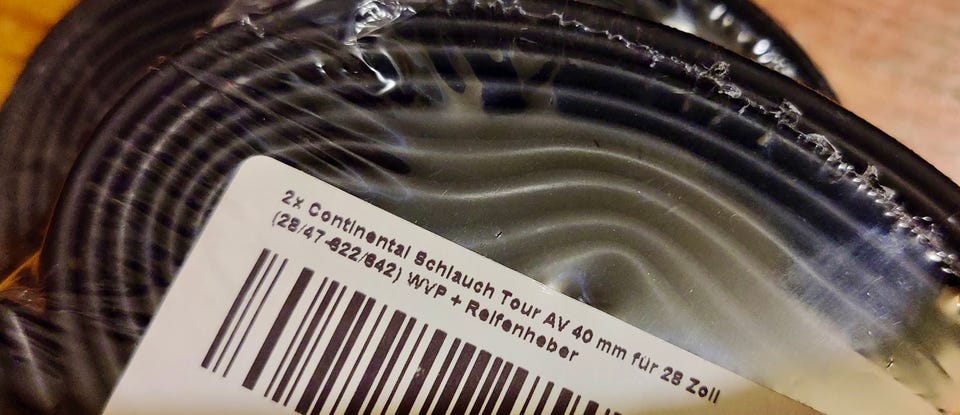 2x Continental Schlauch Tour AV 40 mm für 28 Zoll
(28/47-622/642) WVP + Reifenheber